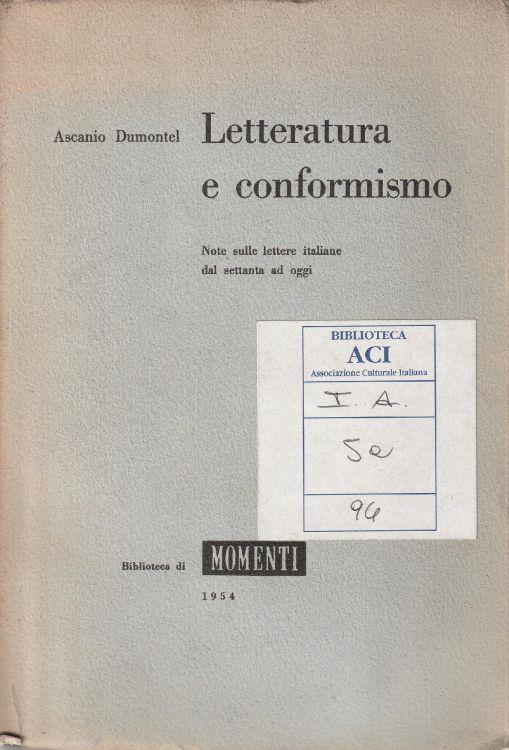 Ascanio Dumontel
Letteratura
e conformismo
Note sulle lettere italiane
dal settanta ad oggi
BIBLIOTECA
ACI
Associazione Culturale Italiana
I. A.
5a
94
Biblioteca di MOMENTI
1954